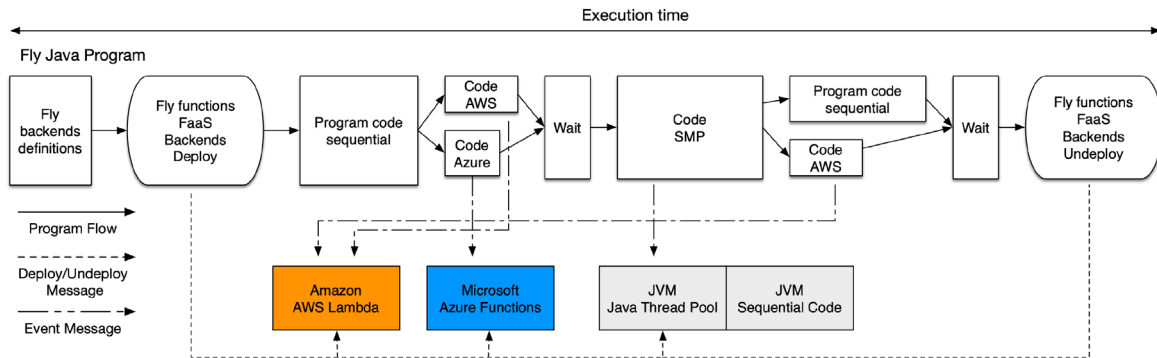 Execution time
Fly Java Program
Fly
backends
definitions
Fly functions
FaaS
Backends
Deploy
Program code
sequential
Code
AWS
Code
Azure
Wait
Code
SMP
Program code
sequential
Code
AWS
Wait
Fly functions
FaaS
Backends
Undeploy
Program Flow
Deploy/Undeploy
Message
Event Message
Amazon
AWS Lambda
Microsoft
Azure Functions
JVM
Java Thread Pool
JVM
Sequential Code